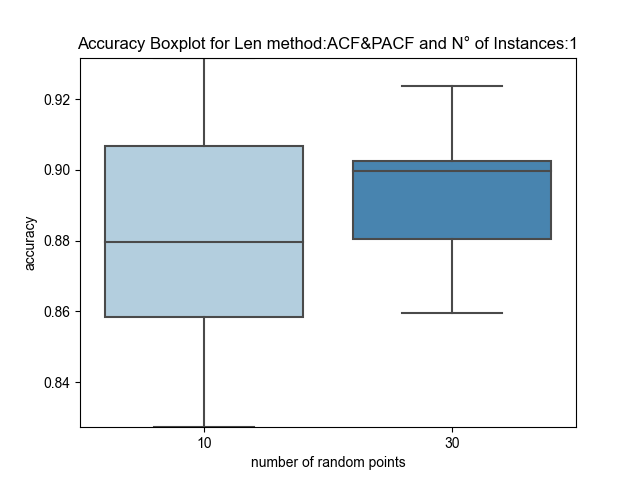 Accuracy Boxplot for Len method:ACF&PACF and N° of Instances:1
0.92
0.90
0.88
0.86
0.84
accuracy
10
30
number of random points